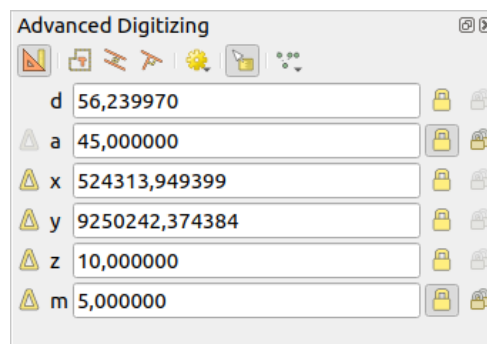 Advanced Digitizing
d 56,239970
a 45,000000
x 524313,949399
y 9250242,374384
z 10,000000
m 5,000000